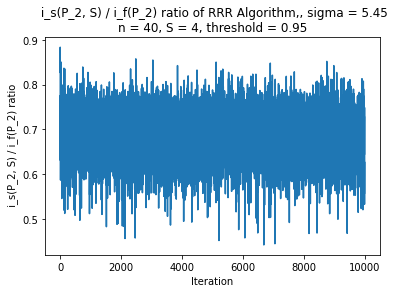 i_s(P_2, S) / i_f(P_2) ratio of RRR Algorithm,, sigma = 5.45
n = 40, S = 4, threshold = 0.95
i_s(P_2, S) / i_f(P_2) ratio
0.9
0.8
0.7
0.6
0.5
0
2000
4000
6000
8000
10000
Iteration